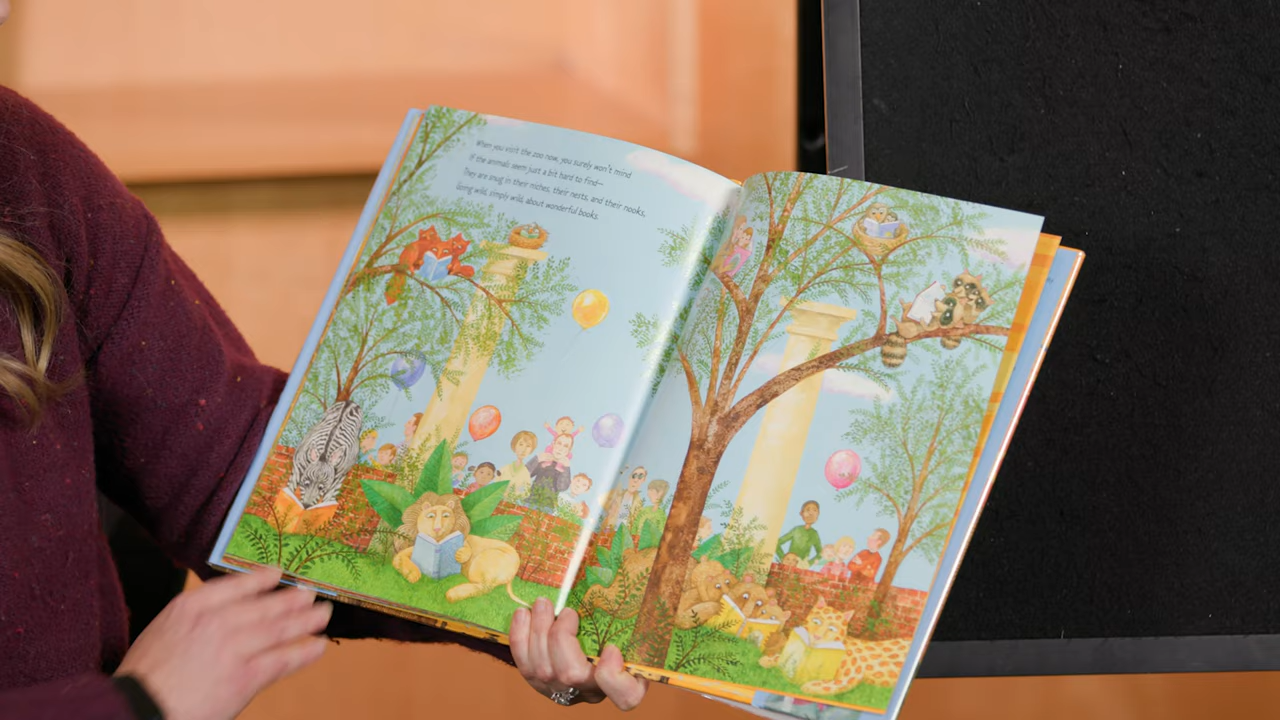 When you visit the zoo now, you surely won't mind
If the animals seem just a bit hard to find—
They are snug in their niches, their nests, and their nooks,
Going wild, simply wild, about wonderful books.